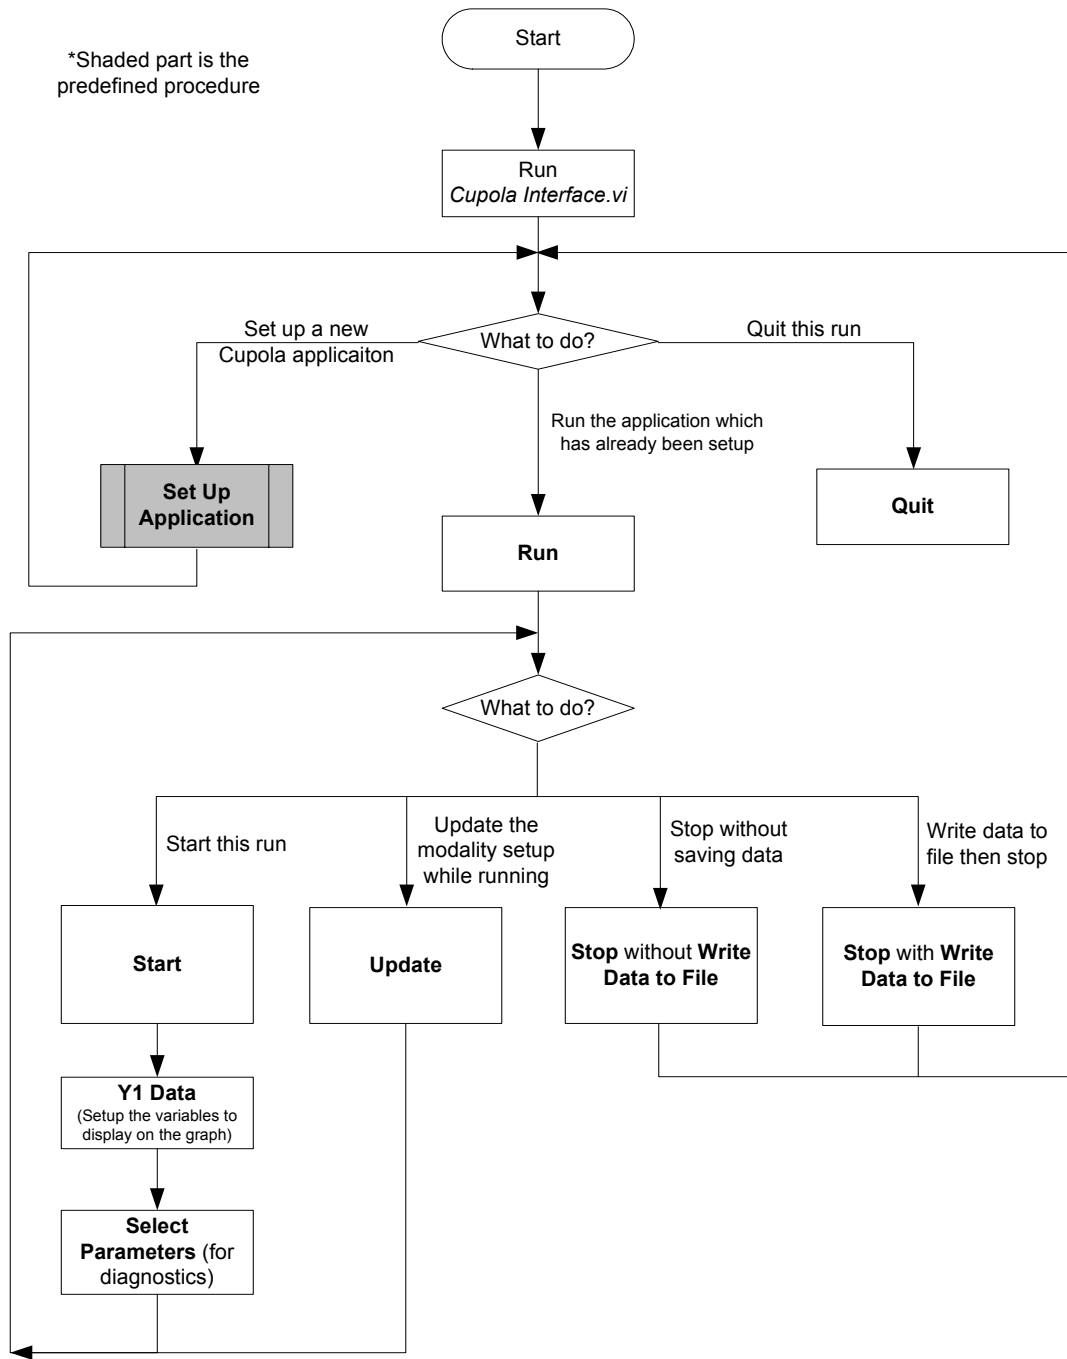 Start
*Shaded part is the
predefined procedure
Run
Cupola Interface.vi
Set up a new
Cupola applicaiton
What to do?
Quit this run
Run the application which
has already been setup
Set Up
Application
Quit
Run
What to do?
Start this run
Update the
modality setup
while running
Stop without
saving data
Write data to
file then stop
Start
Update
Stop without Write
Data to File
Stop with Write
Data to File
Y1 Data
(Setup the variables to
display on the graph)
Select
Parameters (for
diagnostics)